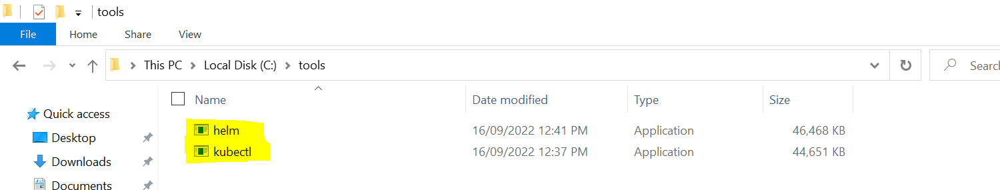 tools
File Home Share View
This PC Local Disk (C:) tools
Searc
Name Date modified Type Size
Quick access
helm 16/09/2022 12:41 PM Application 46,468 KB
Desktop
kubectl 16/09/2022 12:37 PM Application 44,651 KB
Downloads
Documents